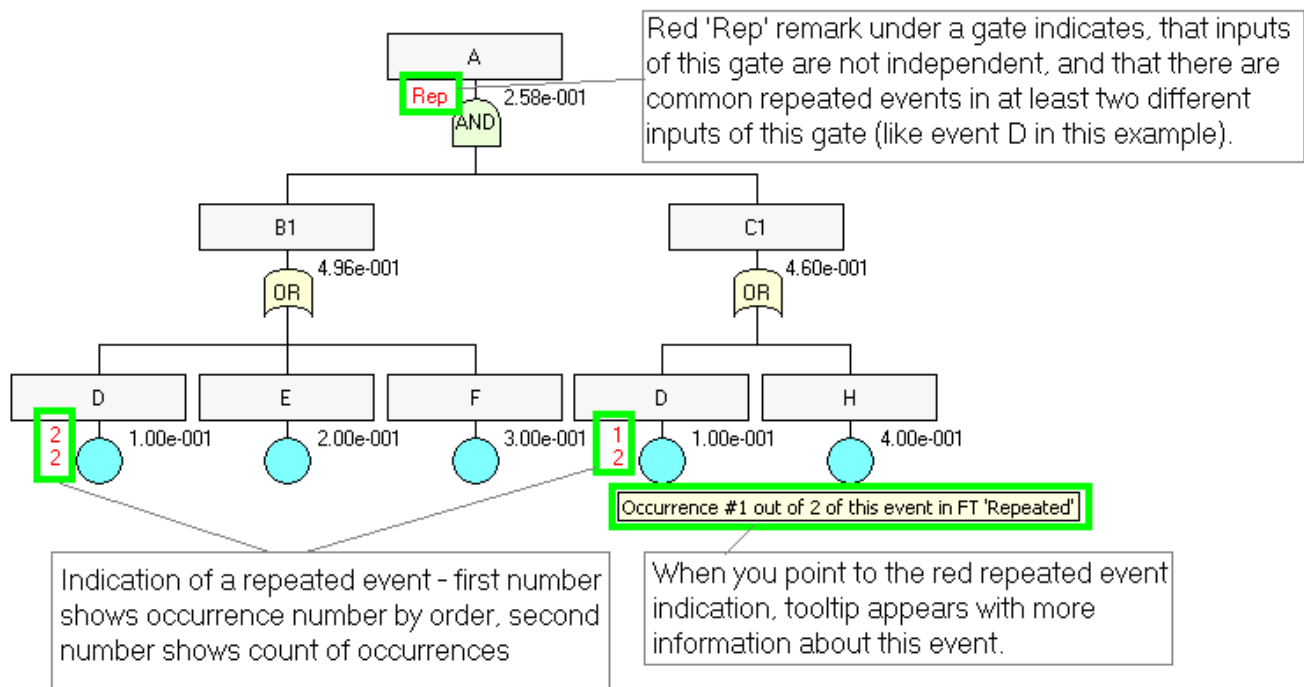 A
Rep
2.58e-001
AND
Red 'Rep' remark under a gate indicates, that inputs
of this gate are not independent, and that there are
common repeated events in at least two different
inputs of this gate (like event D in this example).
B1
4.96e-001
OR
C1
4.60e-001
OR
D
2
2
1.00e-001
E
2.00e-001
F
3.00e-001
D
1
2
1.00e-001
H
4.00e-001
Occurrence #1 out of 2 of this event in FT 'Repeated'
Indication of a repeated event - first number
shows occurrence number by order, second
number shows count of occurrences
When you point to the red repeated event
indication, tooltip appears with more
information about this event.